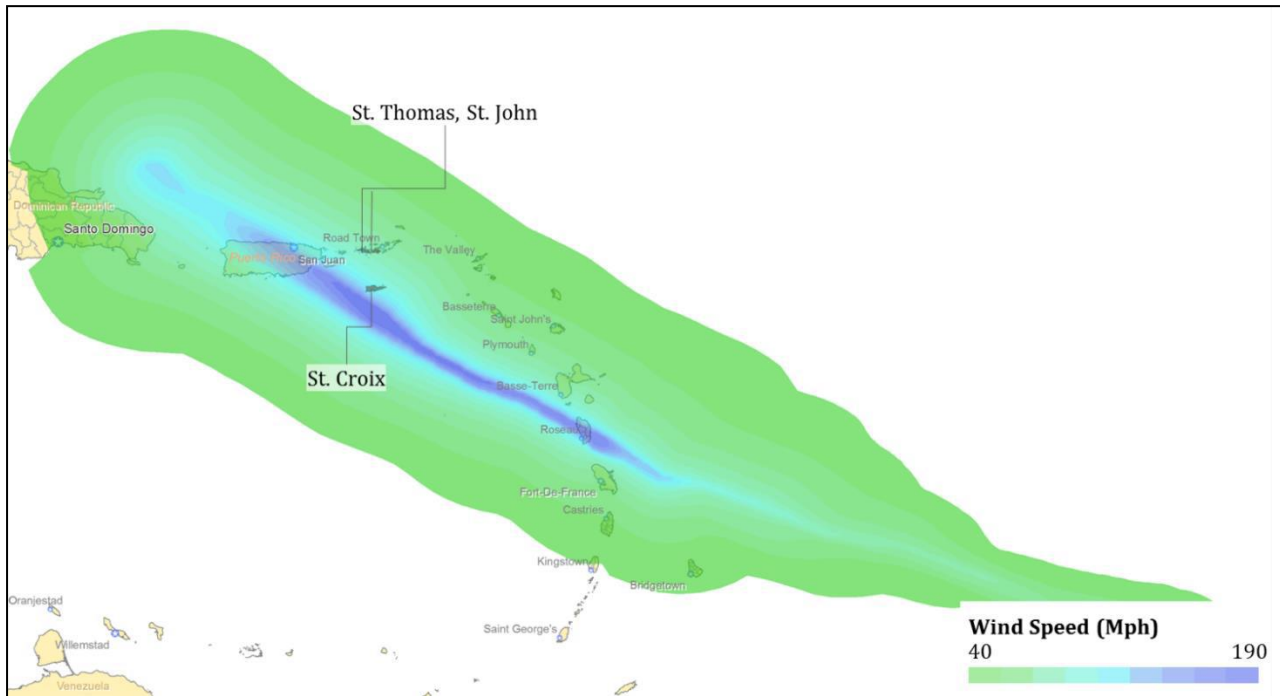 St. Thomas, St. John
Dominican Republic
Santo Domingo
Road Town
The Valley
Puerto Rico
San Juan
Basseterre
Saint John's
Plymouth
St. Croix
Basse-Terre
Roseau
Fort-De-France
Castries
Kingstown
Bridgetown
Oranjestad
Saint George's
Willemstad
Venezuela
Wind Speed (Mph)
40 190